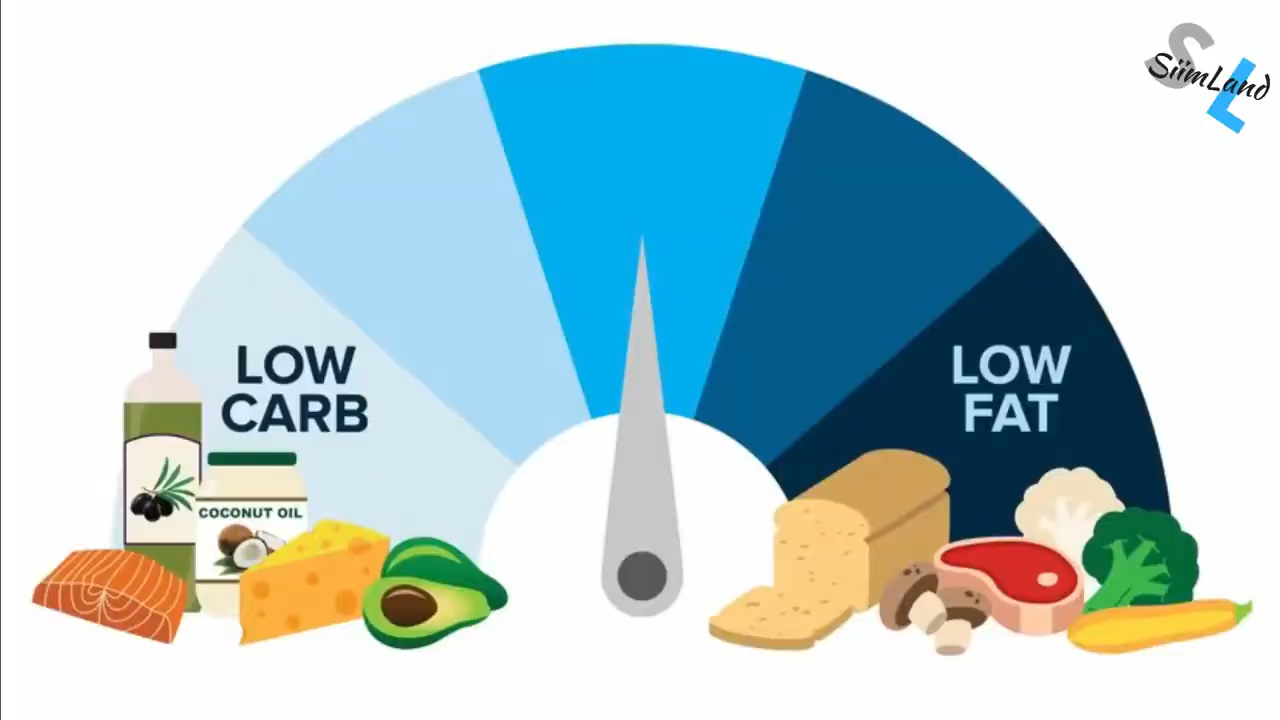 S
SiimLand
L
LOW
CARB
LOW
FAT
COCONUT OIL